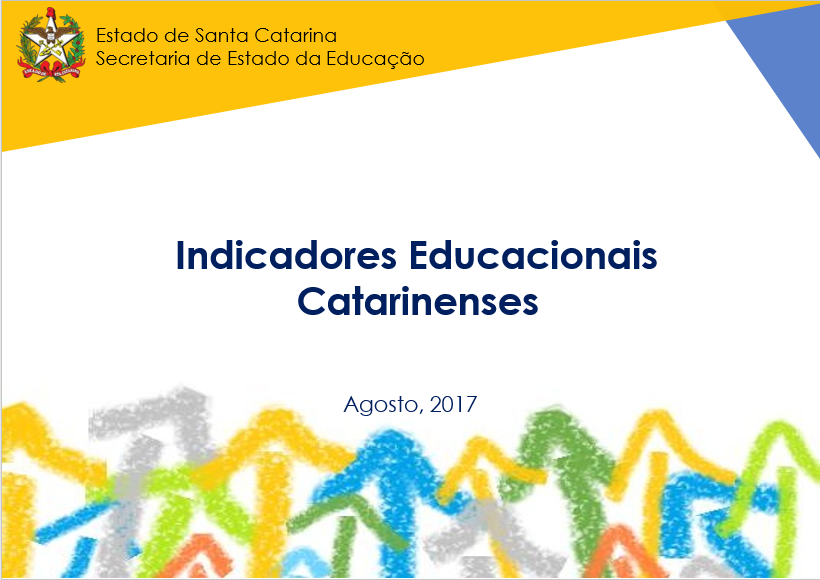 Estado de Santa Catarina
Secretaria de Estado da Educação
Indicadores Educacionais
Catarinenses
Agosto, 2017